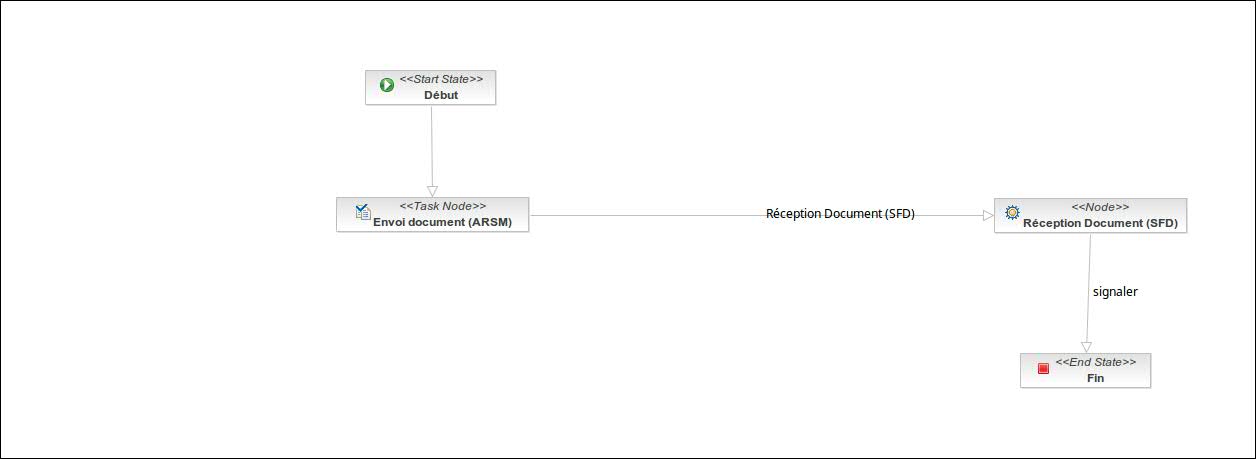 <<Start State>>
Début
<<Task Node>>
Envoi document (ARSM)
Réception Document (SFD)
<<Node>>
Réception Document (SFD)
signaler
<<End State>>
Fin